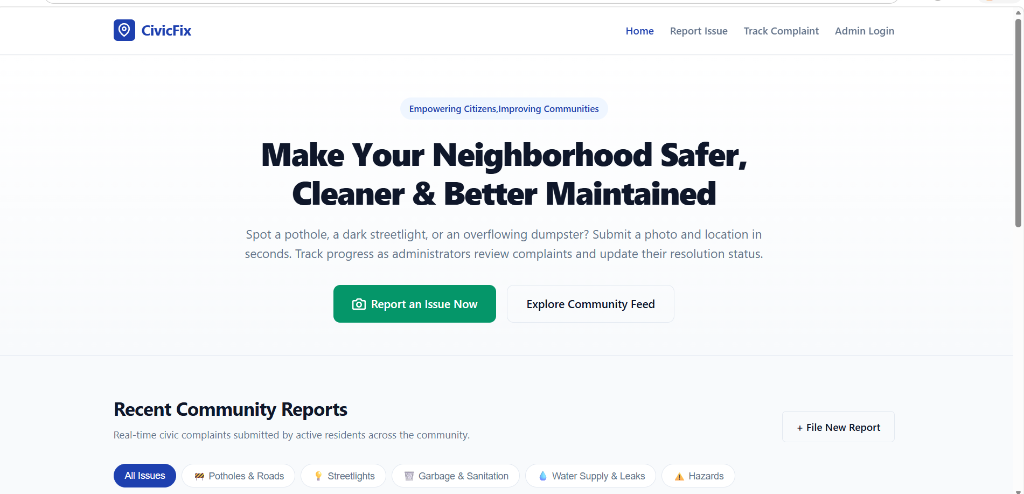 CivicFix
Home Report Issue Track Complaint Admin Login
Empowering Citizens,Improving Communities
Make Your Neighborhood Safer,
Cleaner & Better Maintained
Spot a pothole, a dark streetlight, or an overflowing dumpster? Submit a photo and location in
seconds. Track progress as administrators review complaints and update their resolution status.
Report an Issue Now Explore Community Feed
Recent Community Reports
Real-time civic complaints submitted by active residents across the community.
+ File New Report
All Issues Potholes & Roads Streetlights Garbage & Sanitation Water Supply & Leaks Hazards